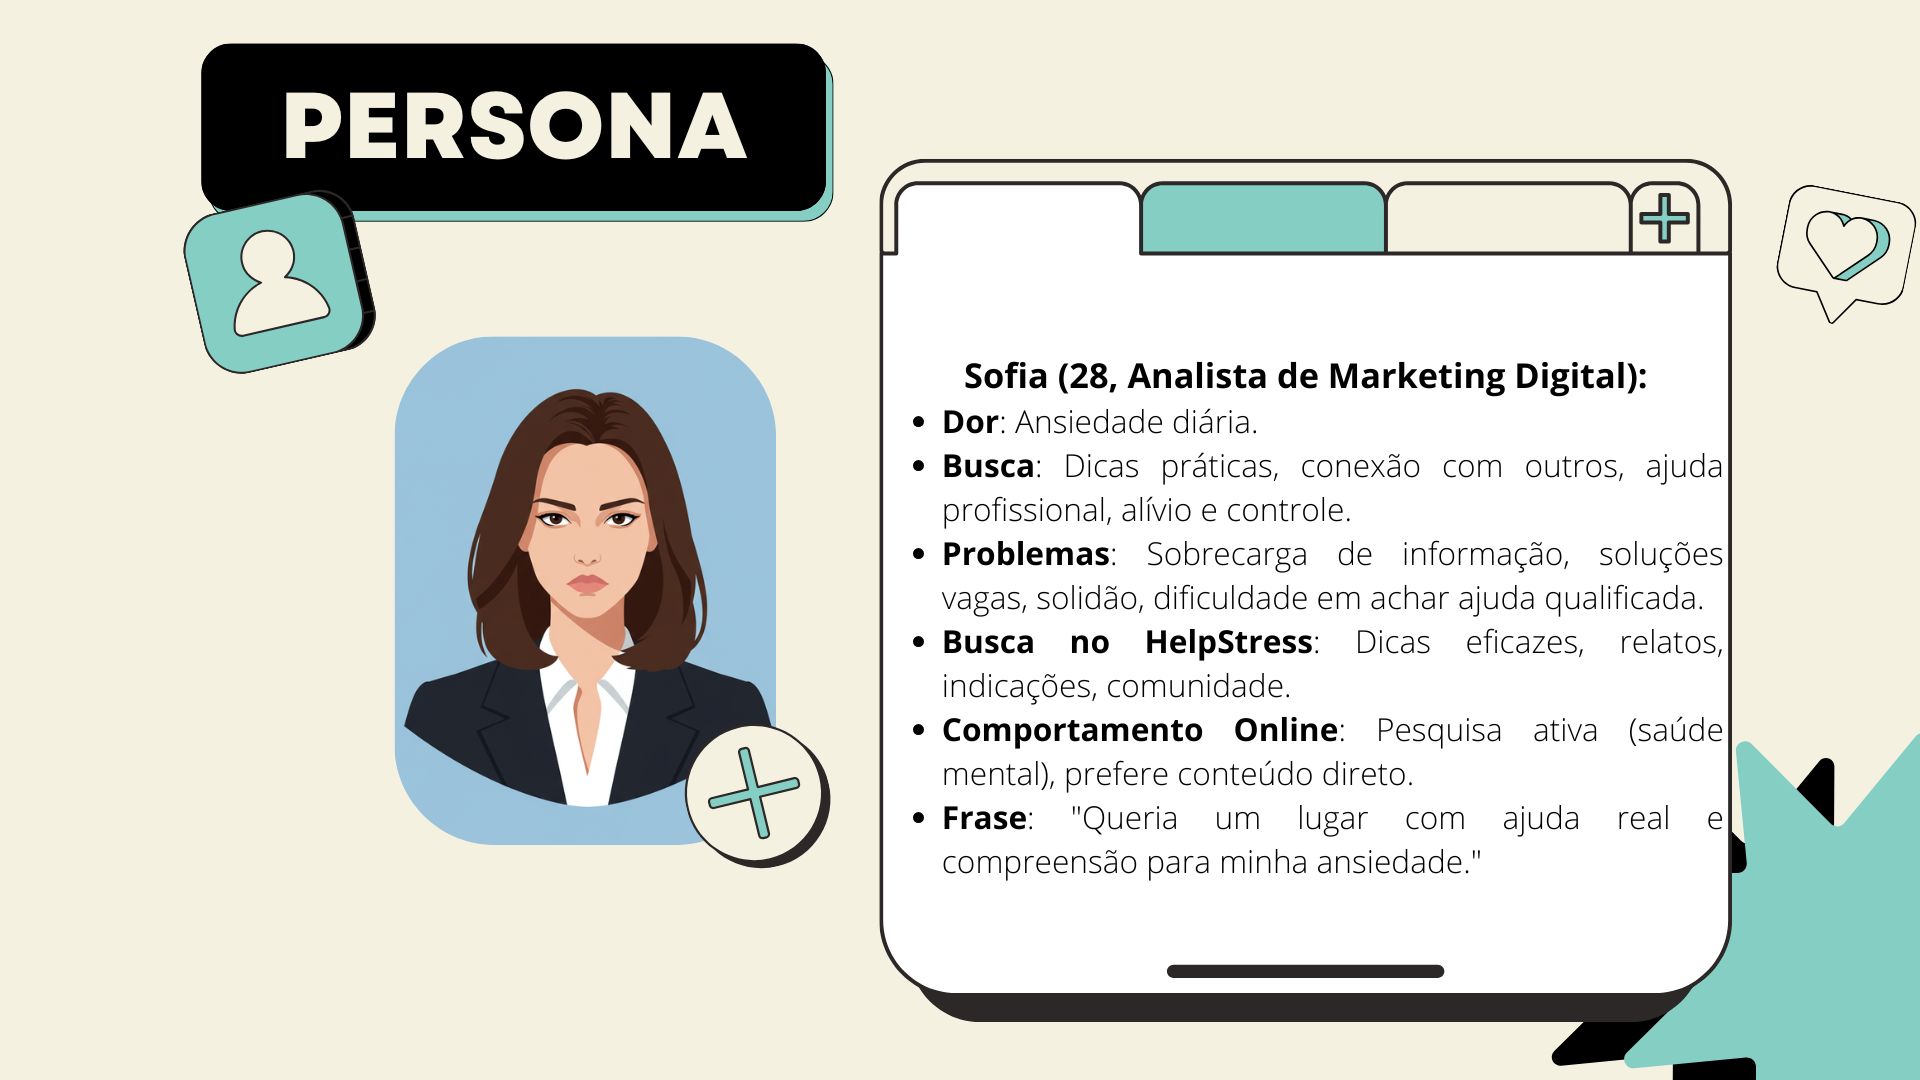 PERSONA
Sofia (28, Analista de Marketing Digital):
• Dor: Ansiedade diária.
• Busca: Dicas práticas, conexão com outros, ajuda
profissional, alívio e controle.
• Problemas: Sobrecarga de informação, soluções
vagas, solidão, dificuldade em achar ajuda qualificada.
• Busca no HelpStress: Dicas eficazes, relatos,
indicações, comunidade.
• Comportamento Online: Pesquisa ativa (saúde
mental), prefere conteúdo direto.
• Frase: "Queria um lugar com ajuda real e
compreensão para minha ansiedade."